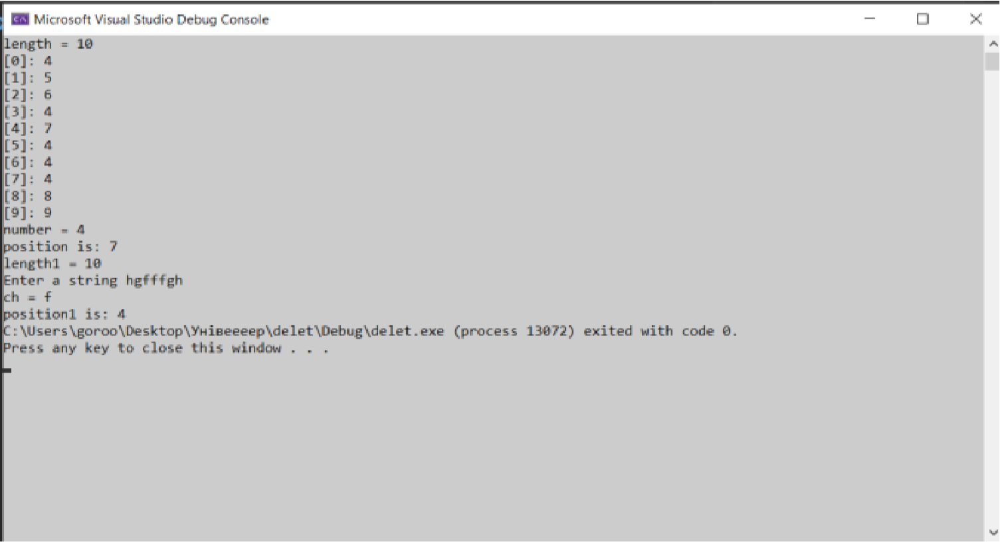 Microsoft Visual Studio Debug Console
length = 10
[0]: 4
[1]: 5
[2]: 6
[3]: 4
[4]: 7
[5]: 4
[6]: 4
[7]: 4
[8]: 8
[9]: 9
number = 4
position is: 7
length1 = 10
Enter a string hgfffgh
ch = f
position1 is: 4
C:\Users\goroo\Desktop\Унівеееер\delet\Debug\delet.exe (process 13072) exited with code 0.
Press any key to close this window . . .